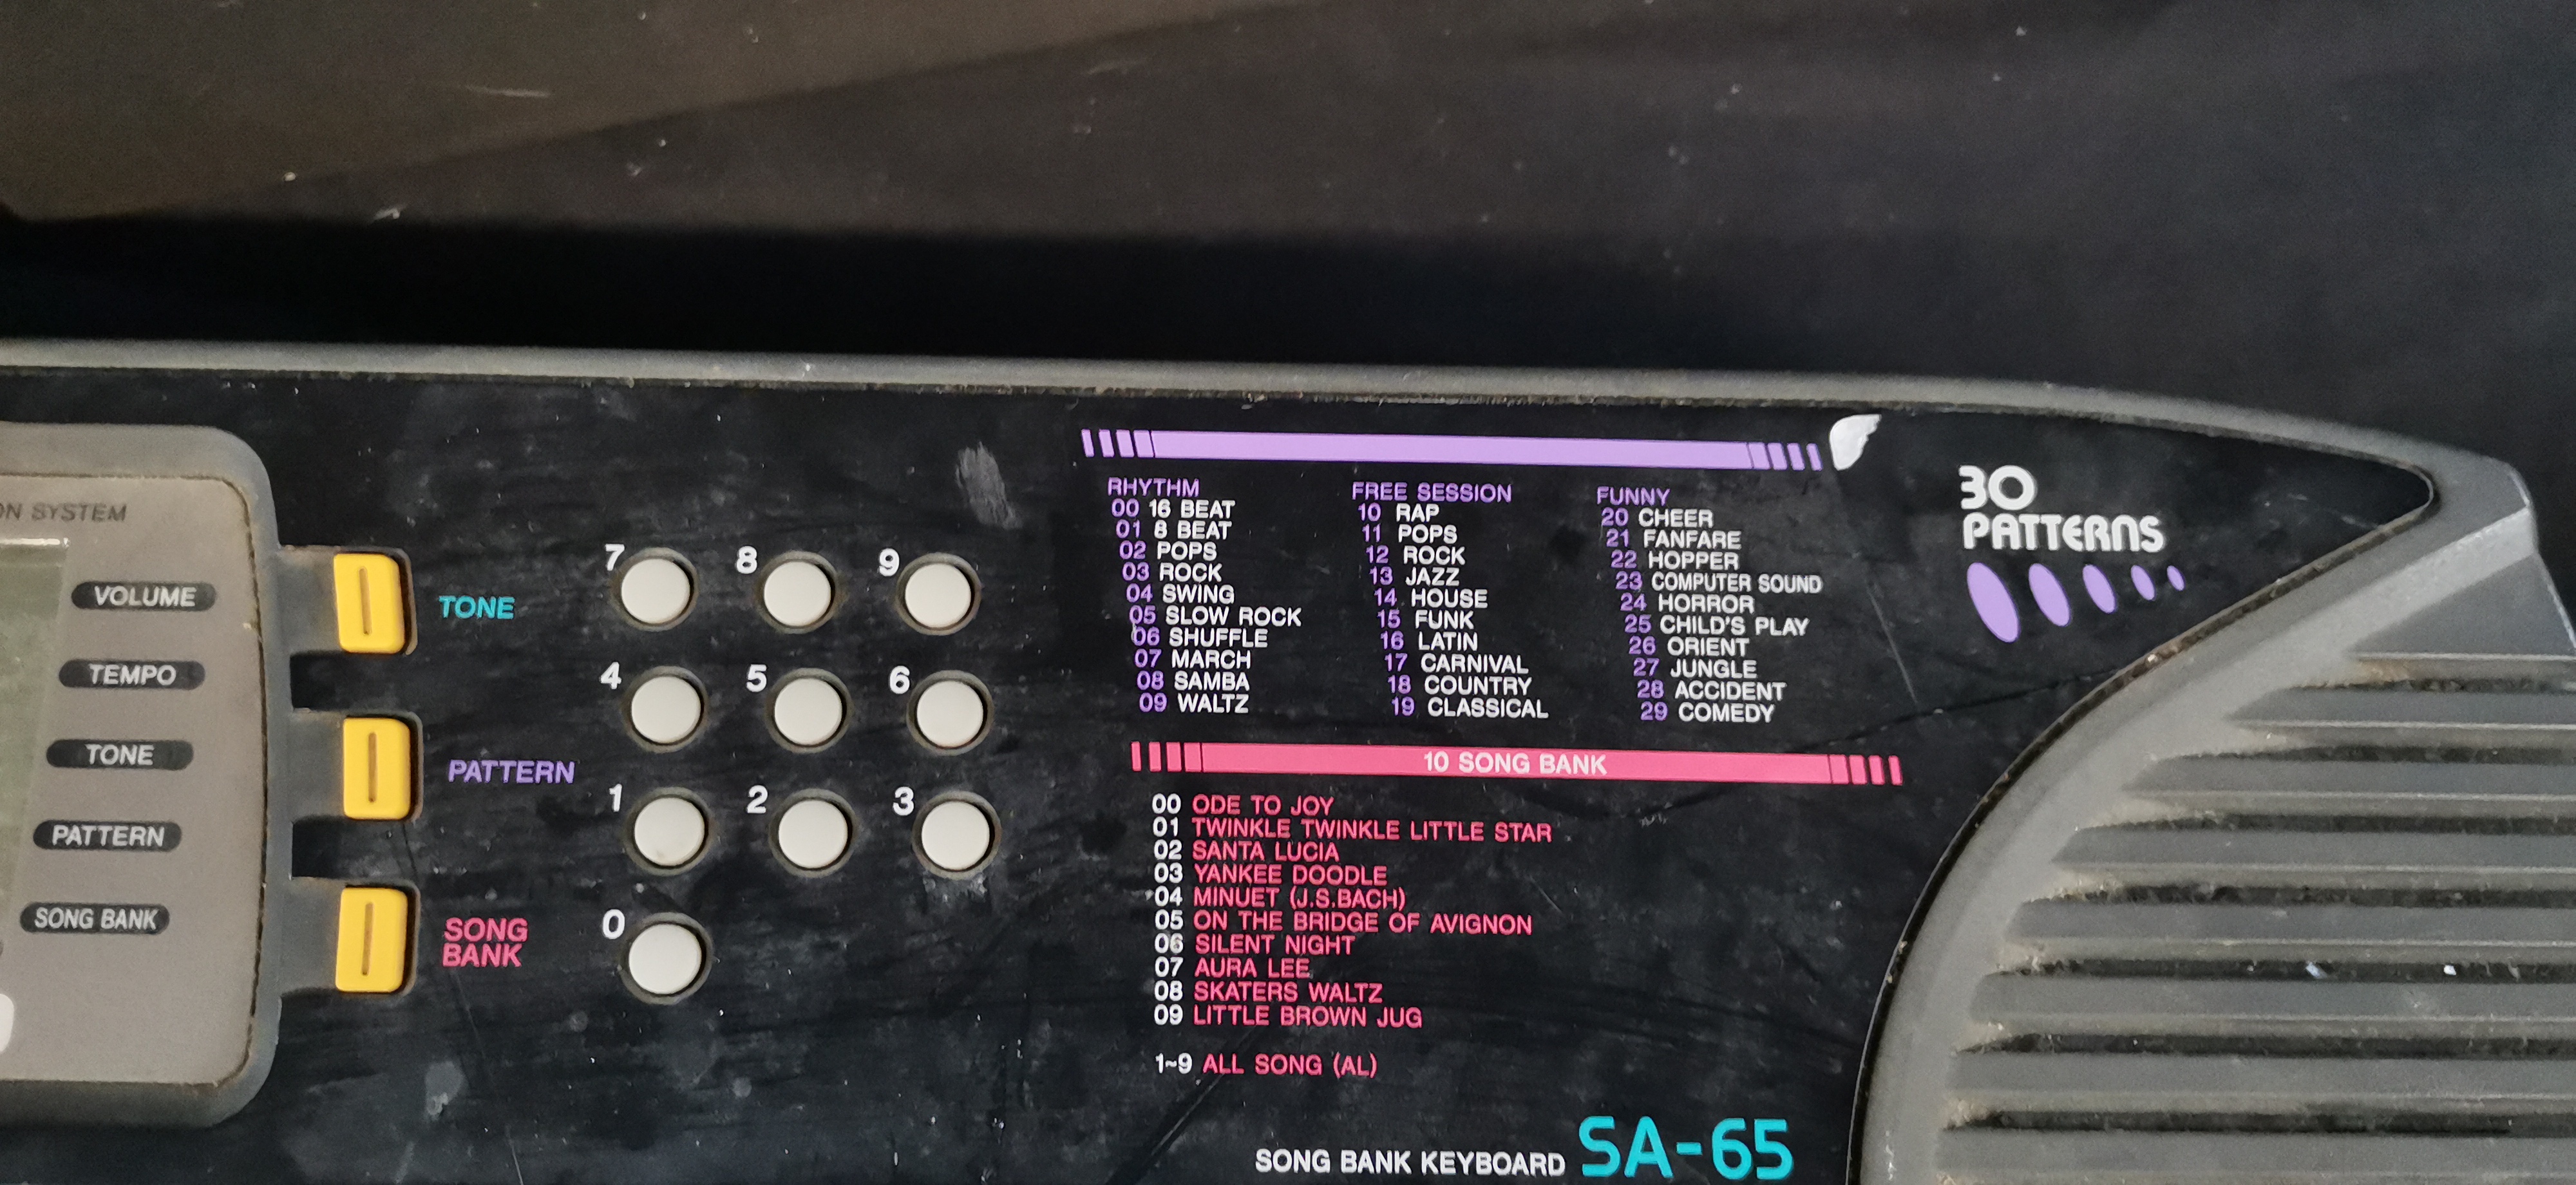 ON SYSTEM
VOLUME
TEMPO
TONE
PATTERN
SONG BANK
TONE
PATTERN
SONG
BANK
7 8 9
4 5 6
1 2 3
0
RHYTHM
00 16 BEAT
01 8 BEAT
02 POPS
03 ROCK
04 SWING
05 SLOW ROCK
06 SHUFFLE
07 MARCH
08 SAMBA
09 WALTZ
FREE SESSION
10 RAP
11 POPS
12 ROCK
13 JAZZ
14 HOUSE
15 FUNK
16 LATIN
17 CARNIVAL
18 COUNTRY
19 CLASSICAL
FUNNY
20 CHEER
21 FANFARE
22 HOPPER
23 COMPUTER SOUND
24 HORROR
25 CHILD'S PLAY
26 ORIENT
27 JUNGLE
28 ACCIDENT
29 COMEDY
30
PATTERNS
10 SONG BANK
00 ODE TO JOY
01 TWINKLE TWINKLE LITTLE STAR
02 SANTA LUCIA
03 YANKEE DOODLE
04 MINUET (J.S.BACH)
05 ON THE BRIDGE OF AVIGNON
06 SILENT NIGHT
07 AURA LEE
08 SKATERS WALTZ
09 LITTLE BROWN JUG
1~9 ALL SONG (AL)
SONG BANK KEYBOARD SA-65